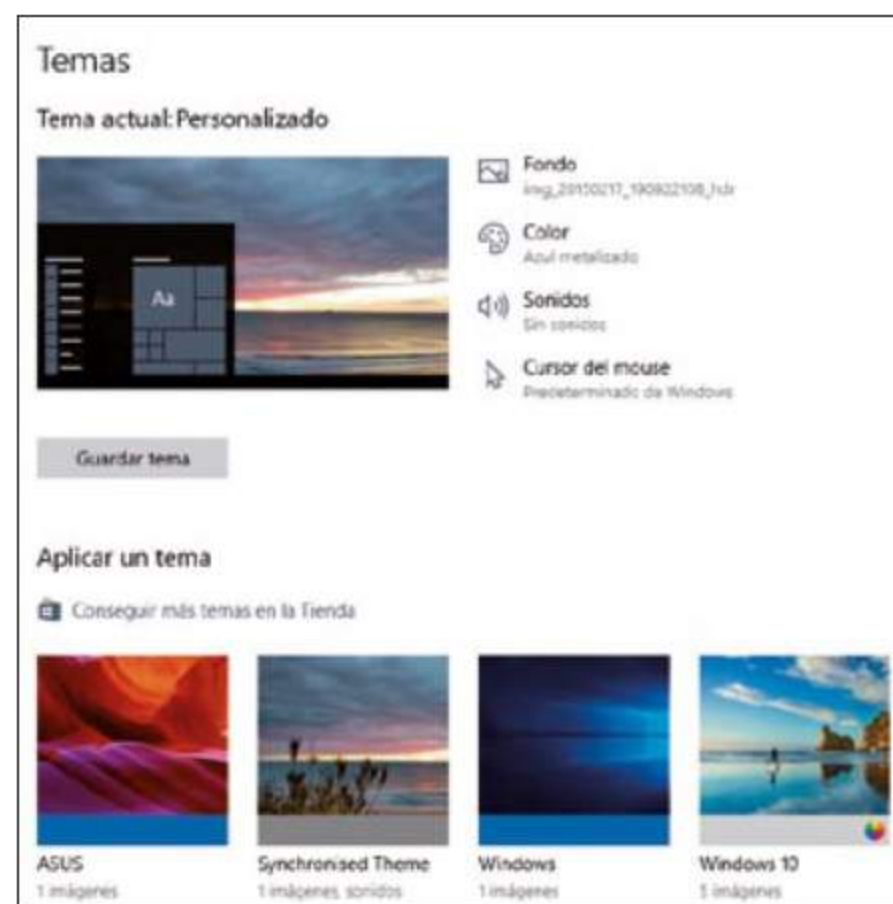 Temas
Tema actual: Personalizado
Fondo
img_20150217_190922108_hdr
Color
Azul metalizado
Sonidos
Sin sonidos
Cursor del mouse
Predeterminado de Windows
Aa
Guardar tema
Aplicar un tema
Conseguir más temas en la Tienda
ASUS
1 imágenes
Synchronised Theme
1 imágenes, sonidos
Windows
1 imágenes
Windows 10
5 imágenes